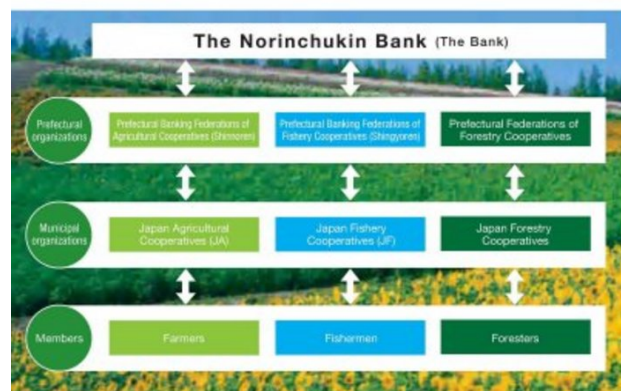 The Norinchukin Bank (The Bank)
Prefectural
organizations
Prefectural Banking Federations of
Agricultural Cooperatives (Shinnoren)
Prefectural Banking Federations of
Fishery Cooperatives (Shingyoren)
Prefectural Federations of
Forestry Cooperatives
Municipal
organizations
Japan Agricultural
Cooperatives (JA)
Japan Fishery
Cooperatives (JF)
Japan Forestry
Cooperatives
Members
Farmers
Fishermen
Foresters